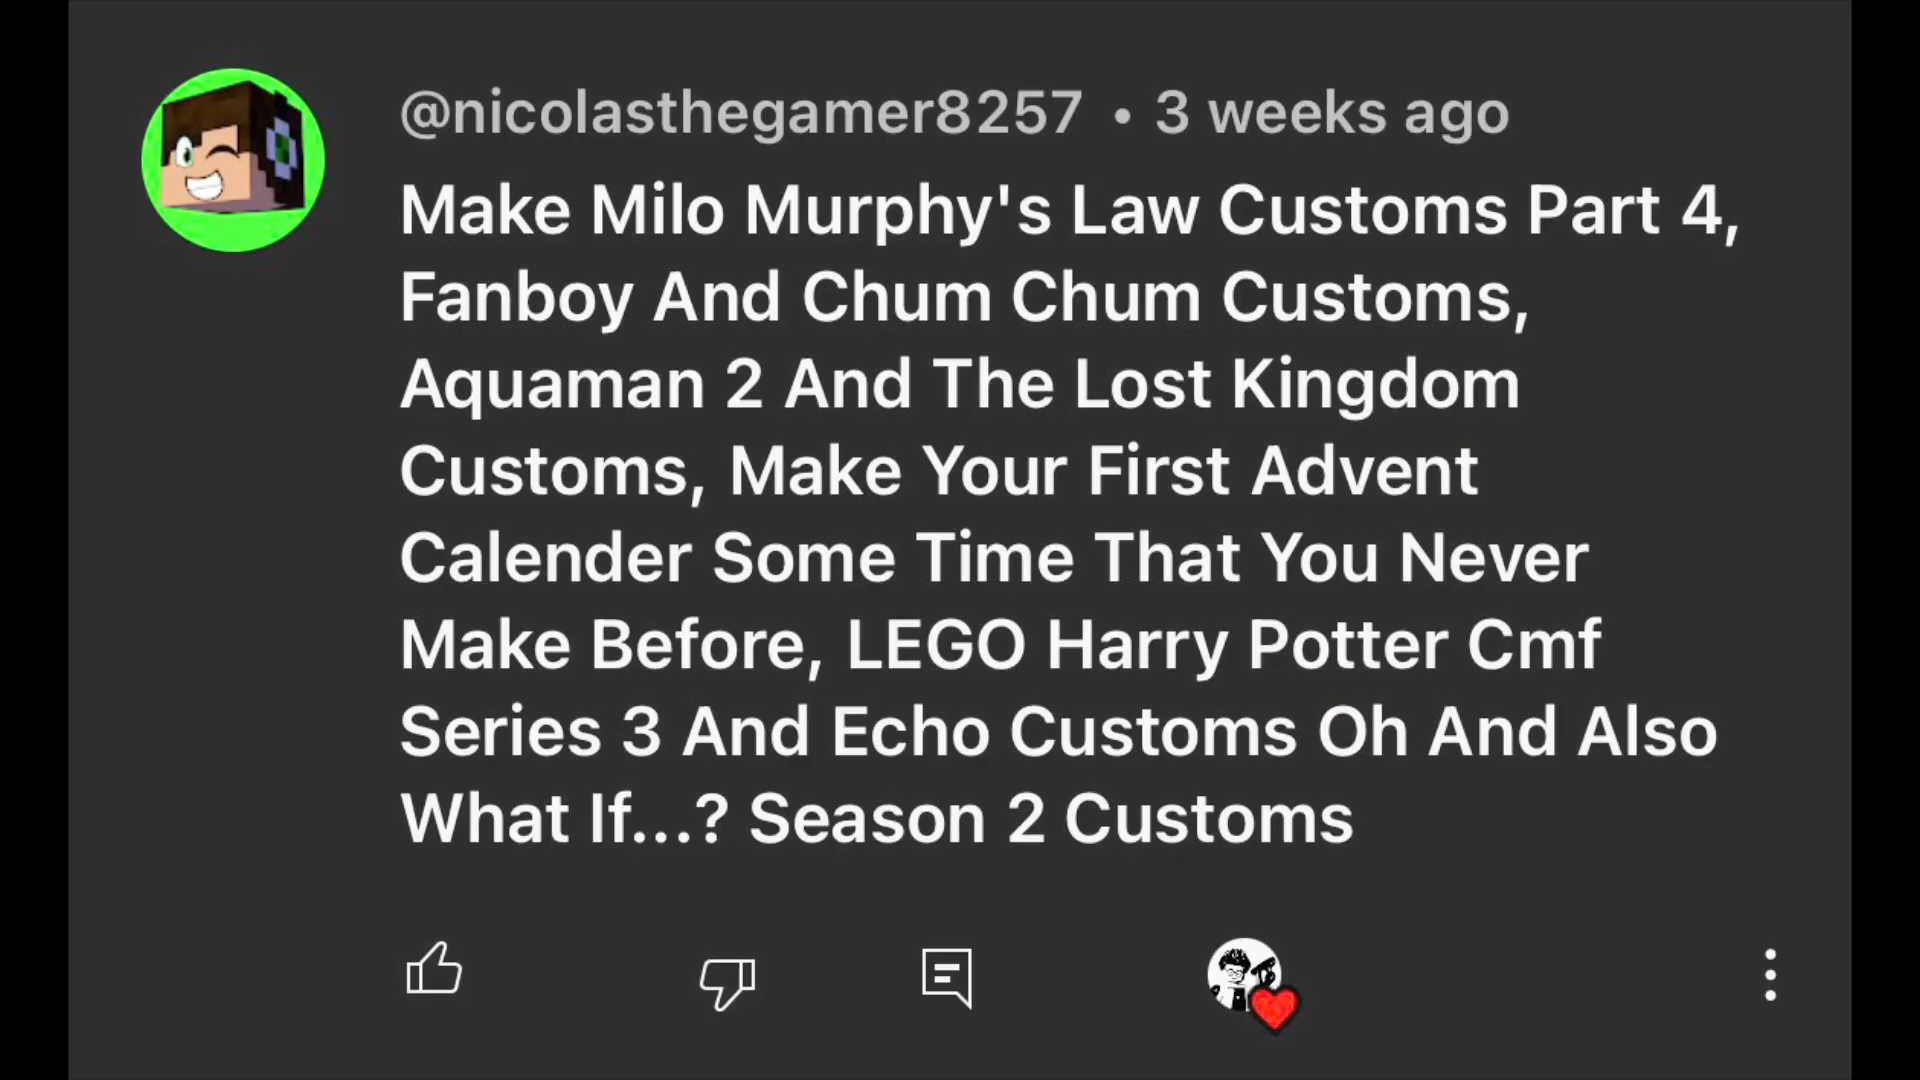 @nicolasthegamer8257 • 3 weeks ago
Make Milo Murphy's Law Customs Part 4,
Fanboy And Chum Chum Customs,
Aquaman 2 And The Lost Kingdom
Customs, Make Your First Advent
Calender Some Time That You Never
Make Before, LEGO Harry Potter Cmf
Series 3 And Echo Customs Oh And Also
What If...? Season 2 Customs